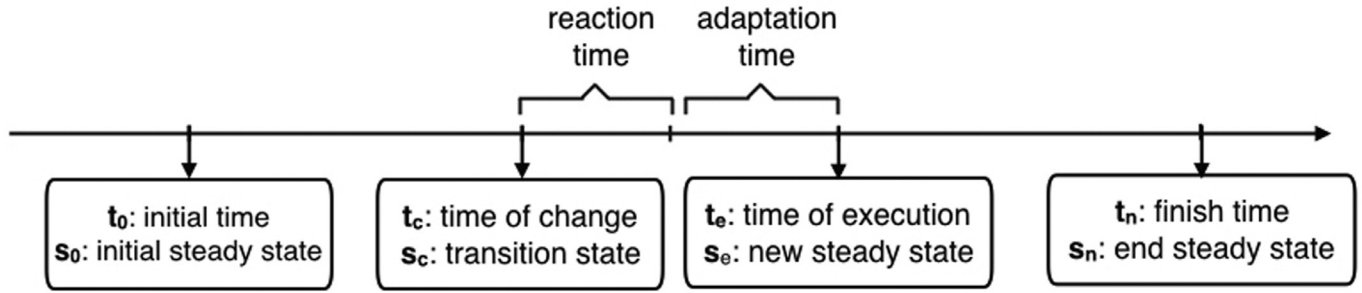 reaction
time
adaptation
time
t0: initial time
s0: initial steady state
tc: time of change
sc: transition state
te: time of execution
se: new steady state
tn: finish time
sn: end steady state